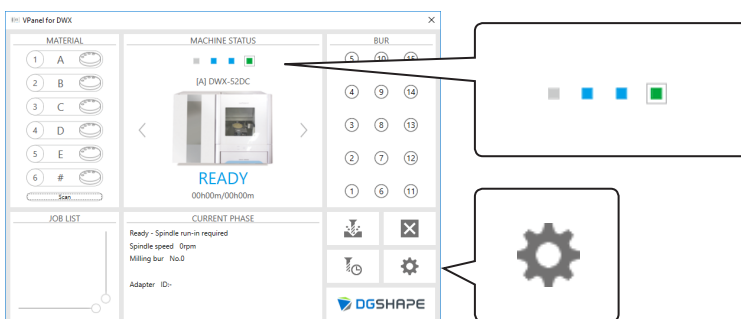 VPanel for DWX
MATERIAL
1 A
2 B
3 C
4 D
5 E
6 #
Scan
MACHINE STATUS
[A] DWX-52DC
READY
00h00m/00h00m
BUR
5 10 15
4 9 14
3 8 13
2 7 12
1 6 11
JOB LIST
CURRENT PHASE
Ready - Spindle run-in required
Spindle speed 0rpm
Milling bur No.0
Adapter ID:-
DGSHAPE